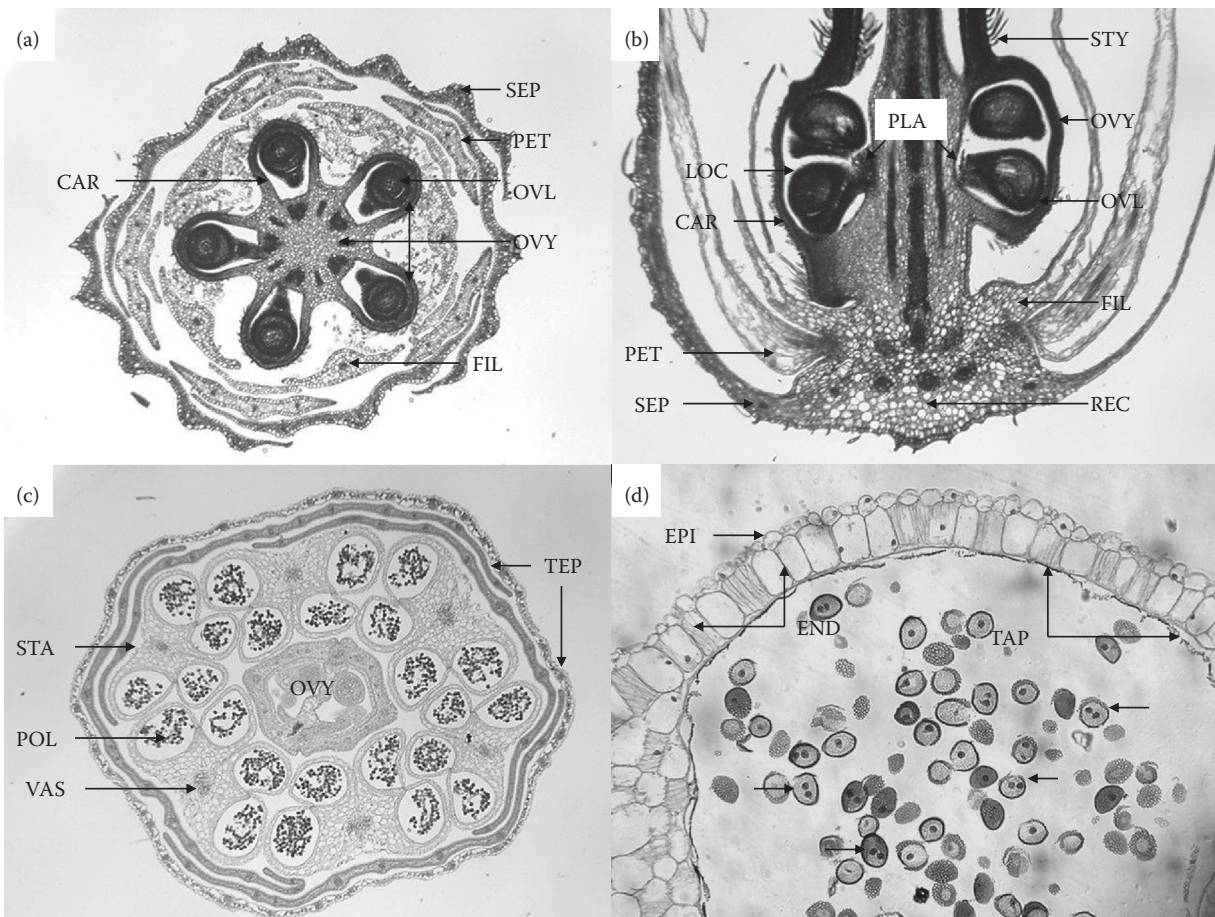 (a)
SEP
PET
CAR
OVL
OVY
FIL
(b)
STY
PLA
OVY
LOC
OVL
CAR
FIL
PET
SEP
REC
(c)
TEP
STA
OVY
POL
VAS
(d)
EPI
END
TAP